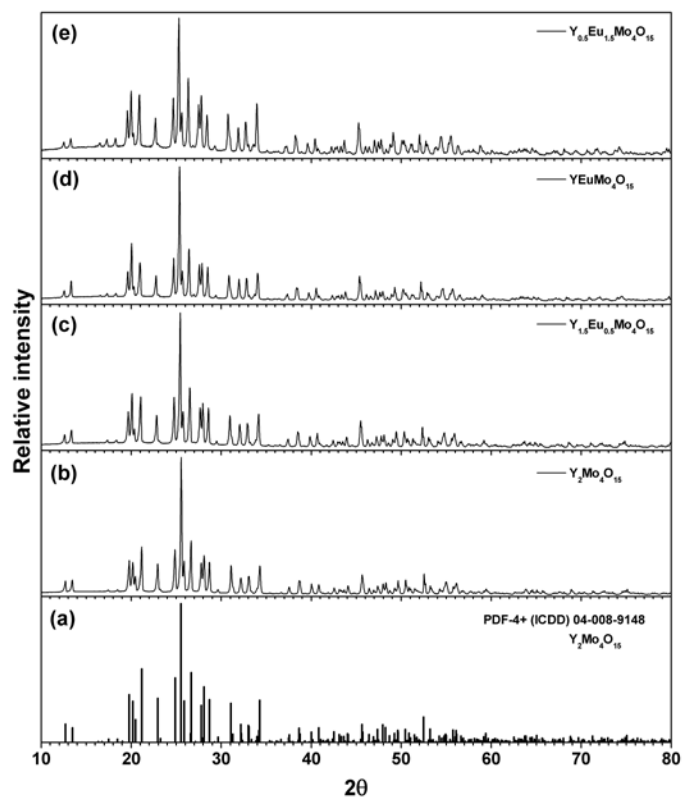 (e)
Y₀.₅Eu₁.₅Mo₄O₁₅
(d)
YEuMo₄O₁₅
(c)
Y₁.₅Eu₀.₅Mo₄O₁₅
Relative intensity
(b)
Y₂Mo₄O₁₅
(a)
PDF-4+ (ICDD) 04-008-9148
Y₂Mo₄O₁₅
10 20 30 40 50 60 70 80
2θ